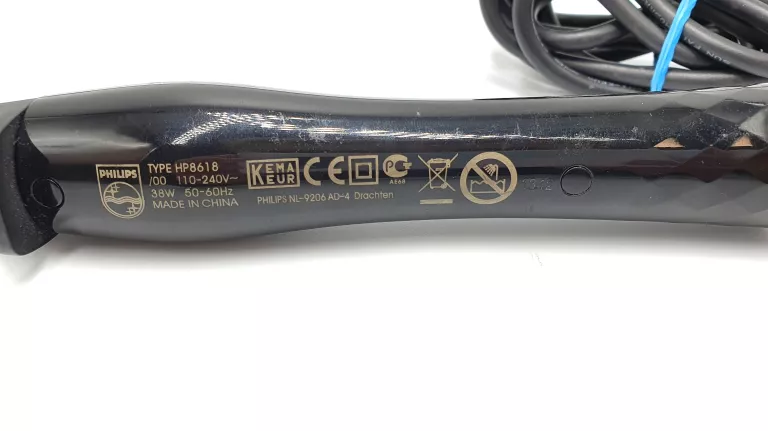 PHILIPS
TYPE HP8618
/00 110-240V~
38W 50-60Hz
MADE IN CHINA
KEMA
KEUR
CE
PHILIPS NL-9206 AD-4 Drachten